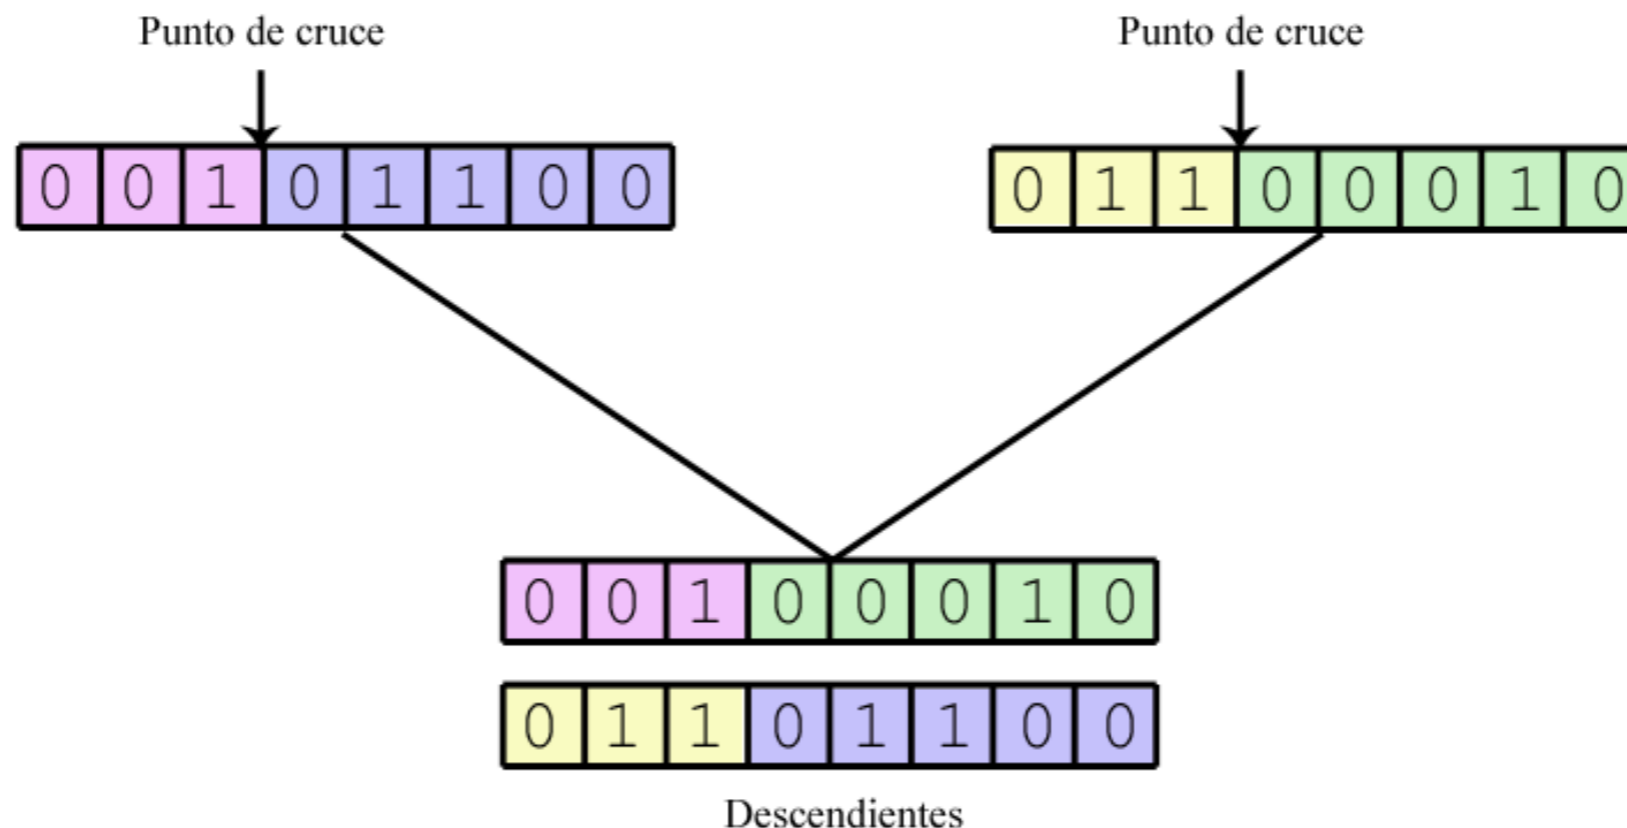 Punto de cruce Punto de cruce
0 0 1 0 1 1 0 0 0 1 1 0 0 0 1 0
0 0 1 0 0 0 1 0
0 1 1 0 1 1 0 0
Descendientes